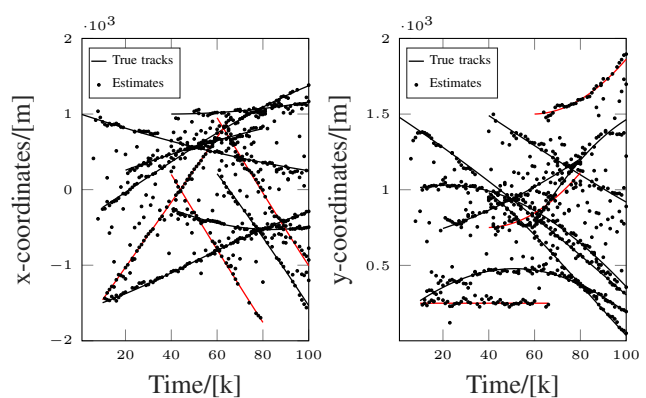 ·10³
2
1
0
−1
−2
20
40
60
80
100
x-coordinates/[m]
Time/[k]
True tracks
Estimates
·10³
2
1.5
1
0.5
20
40
60
80
100
y-coordinates/[m]
Time/[k]
True tracks
Estimates